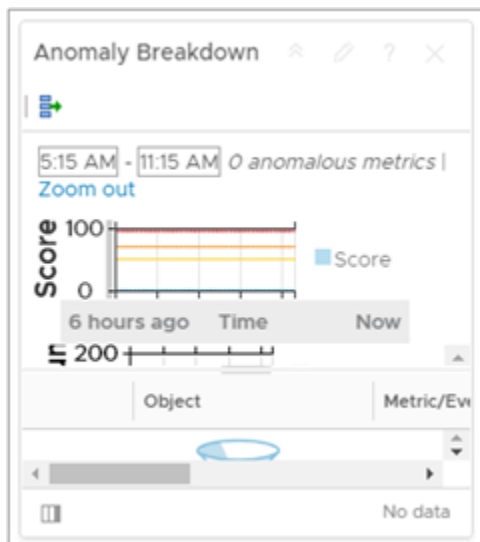 Anomaly Breakdown
5:15 AM - 11:15 AM 0 anomalous metrics |
Zoom out
100
Score
Score
0
6 hours ago Time Now
200
Object Metric/Eve
No data